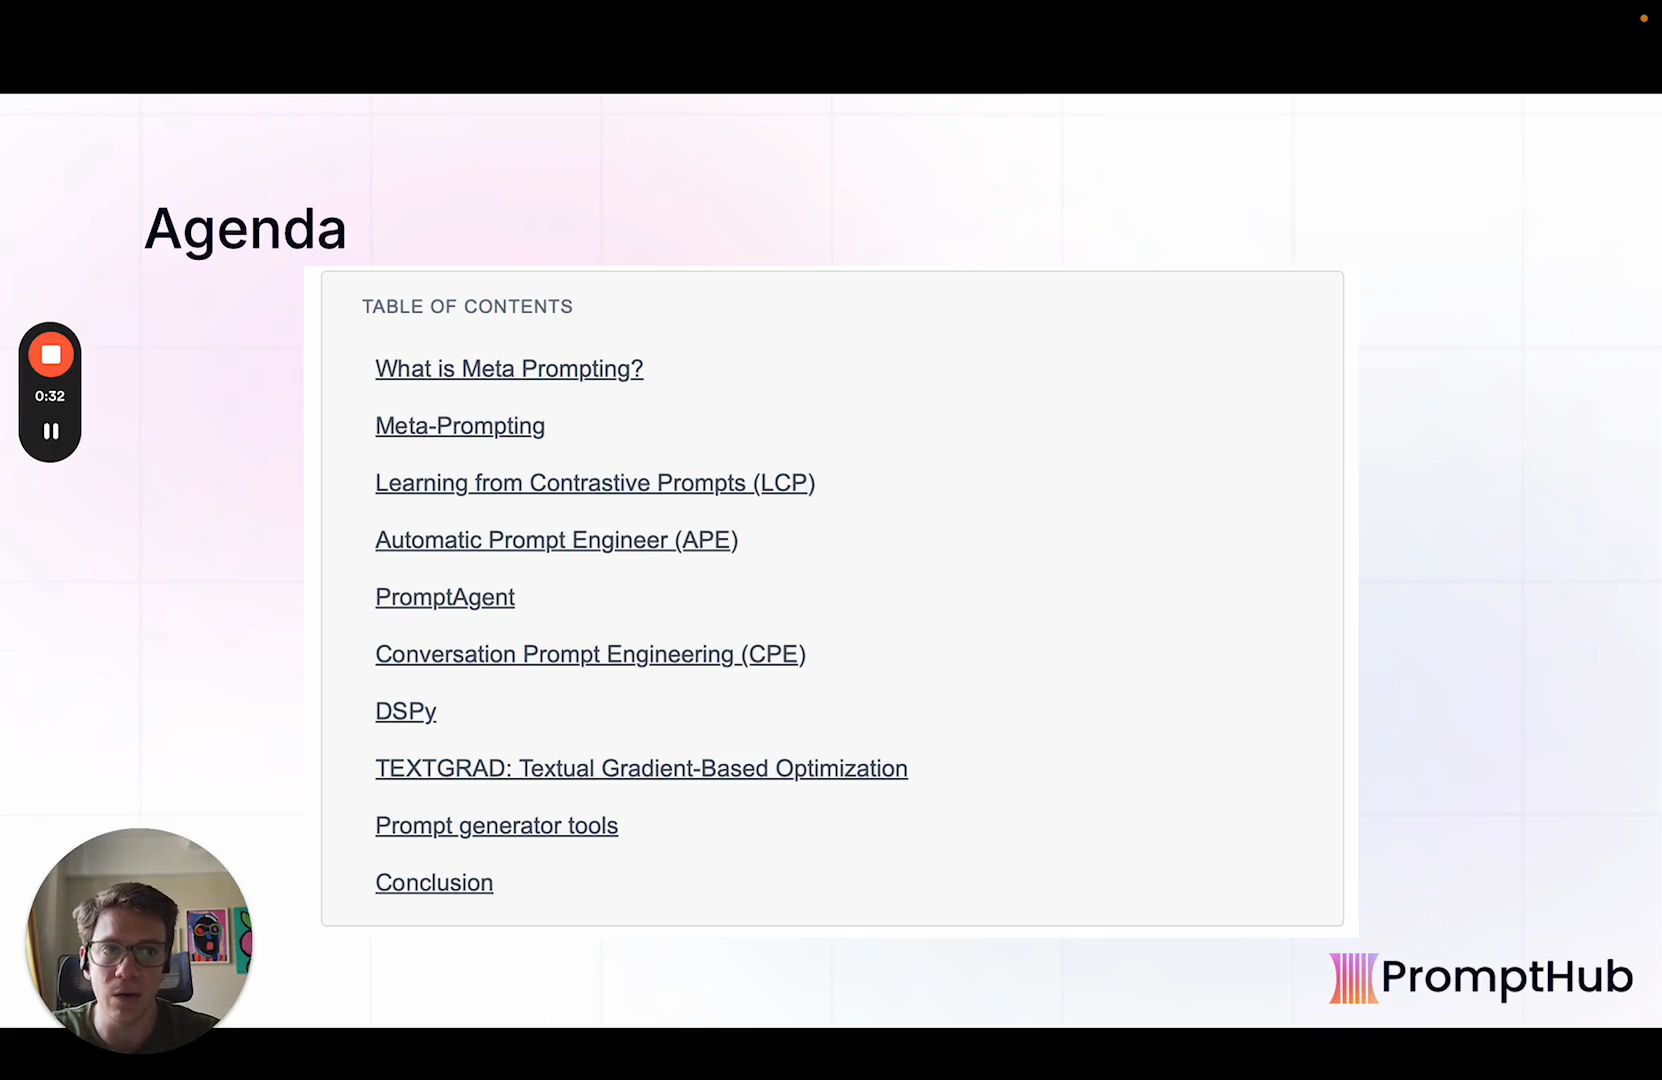 Agenda
TABLE OF CONTENTS
What is Meta Prompting?
Meta-Prompting
Learning from Contrastive Prompts (LCP)
0:32
Automatic Prompt Engineer (APE)
PromptAgent
Conversation Prompt Engineering (CPE)
DSPy
TEXTGRAD: Textual Gradient-Based Optimization
Prompt generator tools
Conclusion
PromptHub